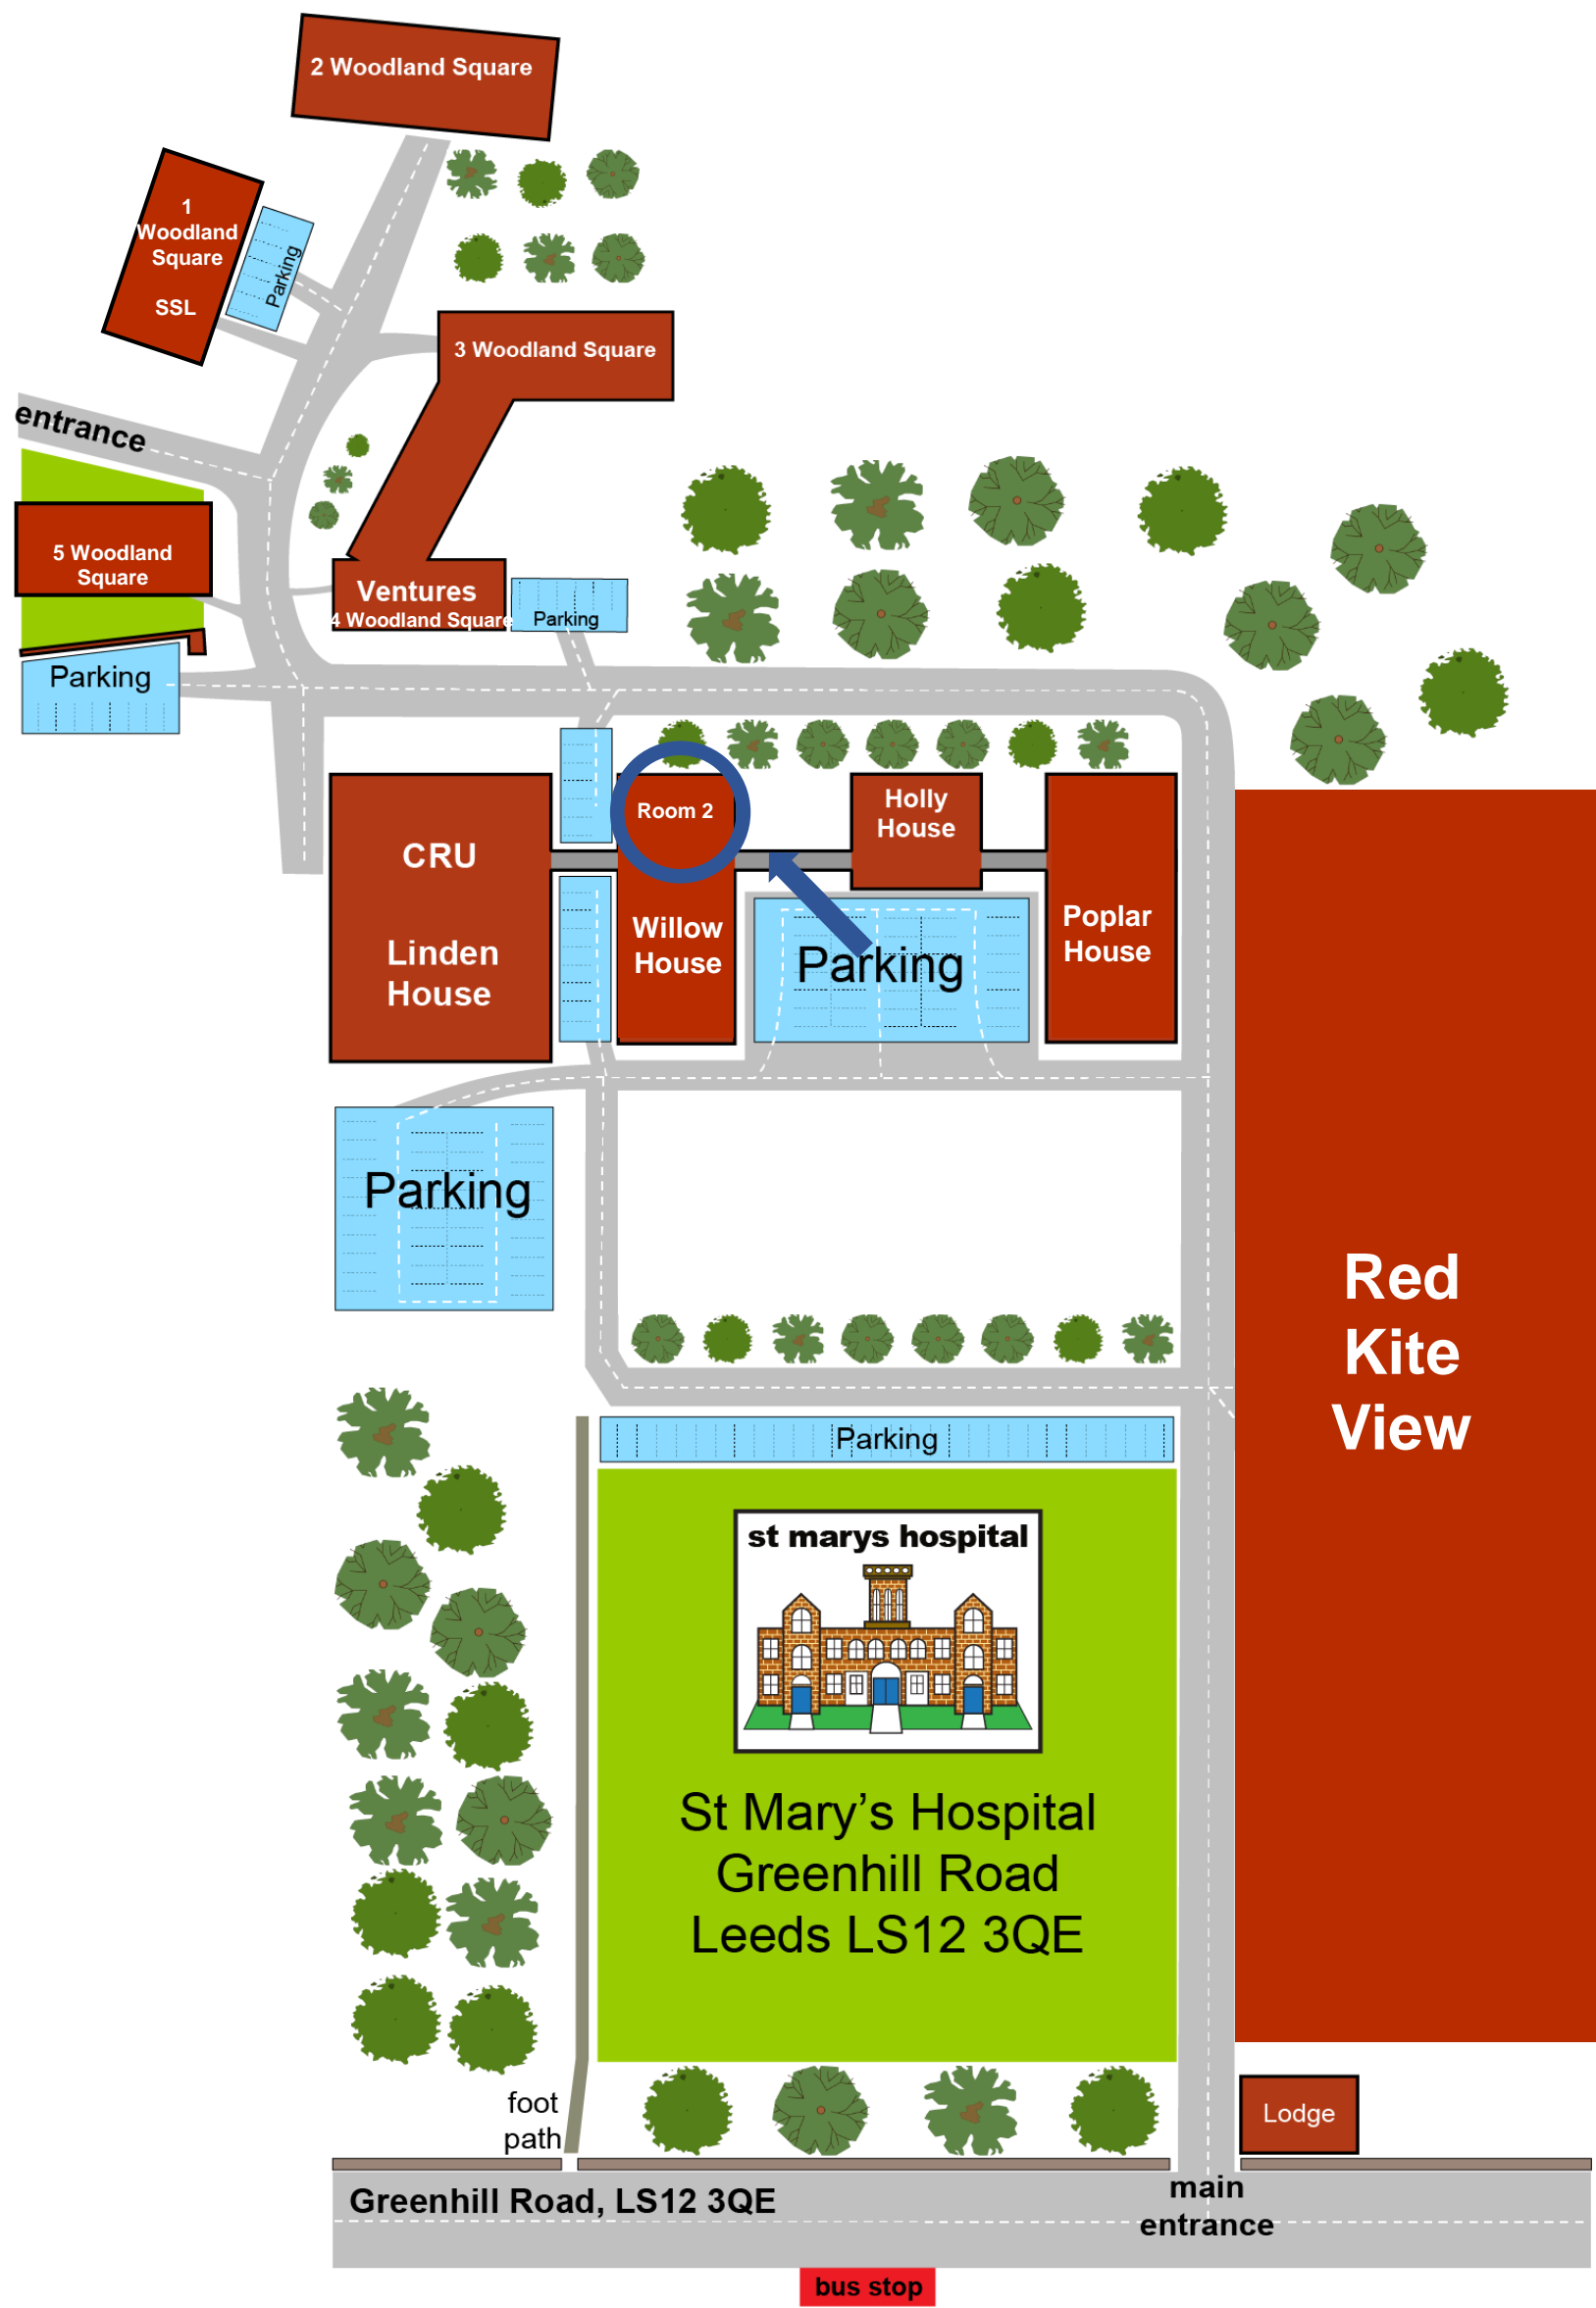 2 Woodland Square
1
Woodland
Square
SSL
Parking
3 Woodland Square
entrance
5 Woodland
Square
Ventures
4 Woodland Square
Parking
Parking
Room 2
Holly
House
CRU
Linden
House
Willow
House
Parking
Poplar
House
Parking
Red
Kite
View
Parking
st marys hospital
St Mary’s Hospital
Greenhill Road
Leeds LS12 3QE
foot
path
Lodge
Greenhill Road, LS12 3QE
main
entrance
bus stop